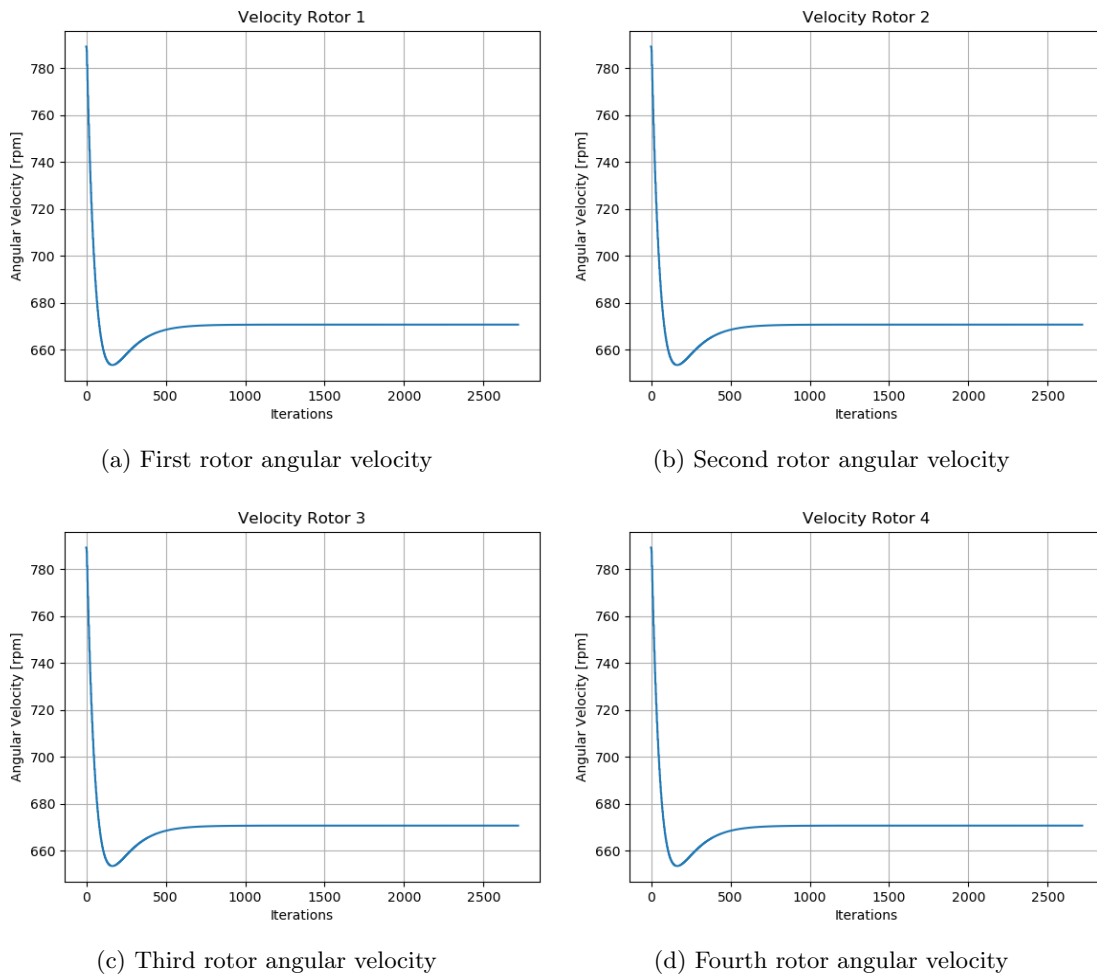 Velocity Rotor 1
780
760
740
720
700
680
660
Angular Velocity [rpm]
0 500 1000 1500 2000 2500
Iterations
(a) First rotor angular velocity
Velocity Rotor 2
780
760
740
720
700
680
660
Angular Velocity [rpm]
0 500 1000 1500 2000 2500
Iterations
(b) Second rotor angular velocity
Velocity Rotor 3
780
760
740
720
700
680
660
Angular Velocity [rpm]
0 500 1000 1500 2000 2500
Iterations
(c) Third rotor angular velocity
Velocity Rotor 4
780
760
740
720
700
680
660
Angular Velocity [rpm]
0 500 1000 1500 2000 2500
Iterations
(d) Fourth rotor angular velocity